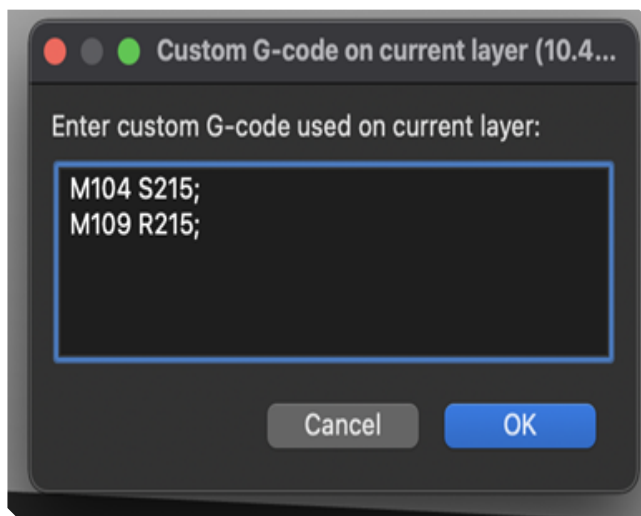 Custom G-code on current layer (10.4...
Enter custom G-code used on current layer:
M104 S215;
M109 R215;
Cancel OK